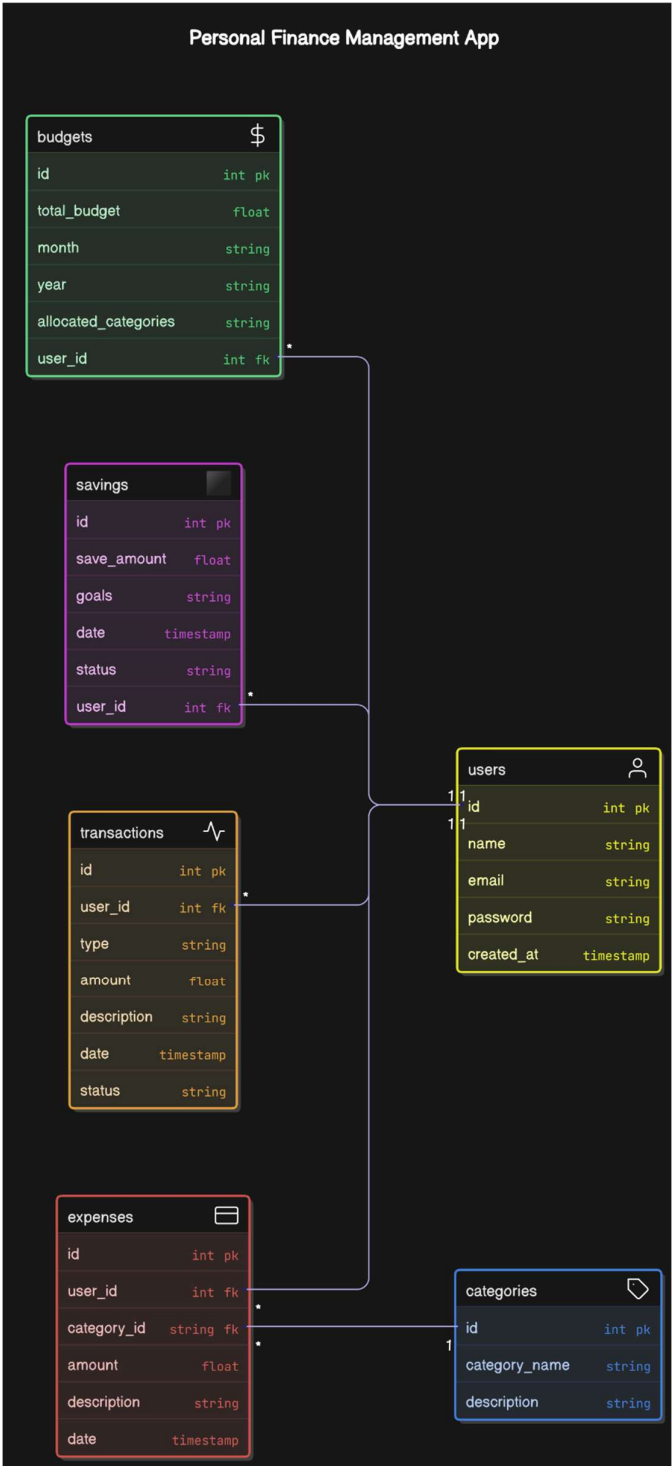 Personal Finance Management App
budgets
id int pk
total_budget float
month string
year string
allocated_categories string
user_id int fk
*
savings
id int pk
save_amount float
goals string
date timestamp
status string
user_id int fk
*
users
1 1
id int pk
1 1
name string
email string
password string
created_at timestamp
transactions
id int pk
user_id int fk
*
type string
amount float
description string
date timestamp
status string
expenses
id int pk
user_id int fk
*
category_id string fk
*
amount float
description string
date timestamp
categories
id int pk
1
category_name string
description string